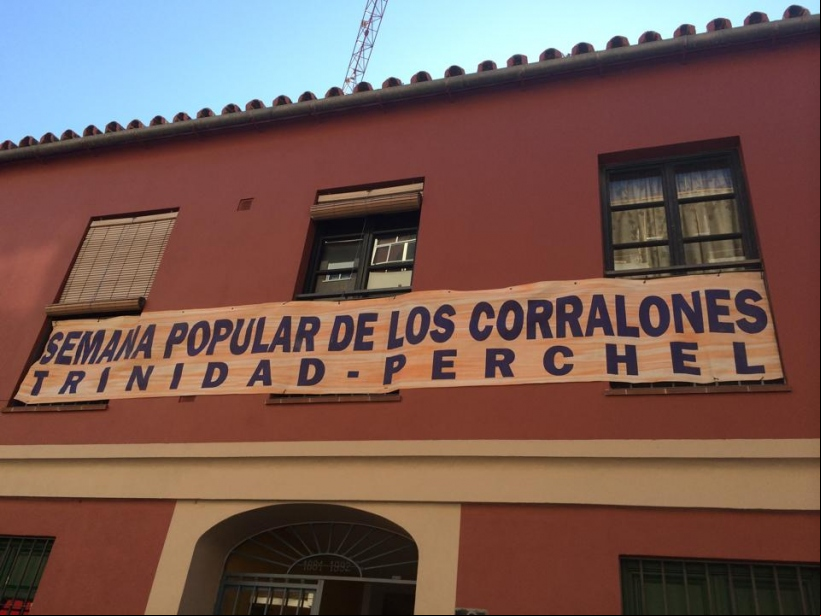 SEMANA POPULAR DE LOS CORRALONES
TRINIDAD - PERCHEL